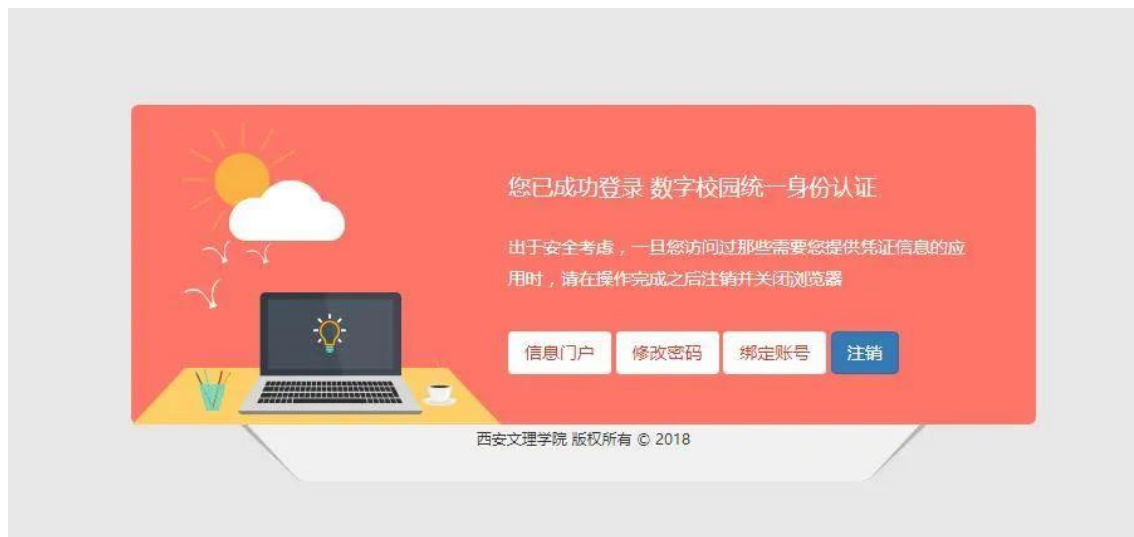 您已成功登录 数字校园统一身份认证
出于安全考虑，一旦您访问过那些需要您提供凭证信息的应
用时，请在操作完成之后注销并关闭浏览器
信息门户 修改密码 绑定账号 注销
西安文理学院 版权所有 © 2018